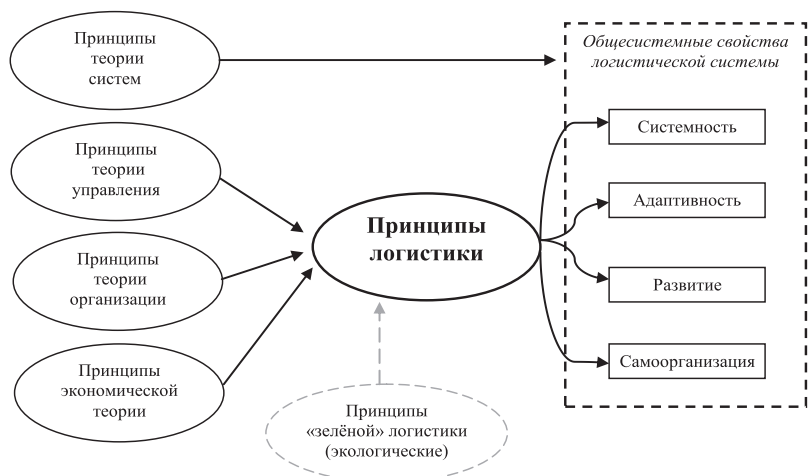 Принципы
теории
систем
Принципы
теории
управления
Принципы
теории
организации
Принципы
экономической
теории
Принципы
логистики
Принципы
«зелёной» логистики
(экологические)
Общесистемные свойства
логистической системы
Системность
Адаптивность
Развитие
Самоорганизация